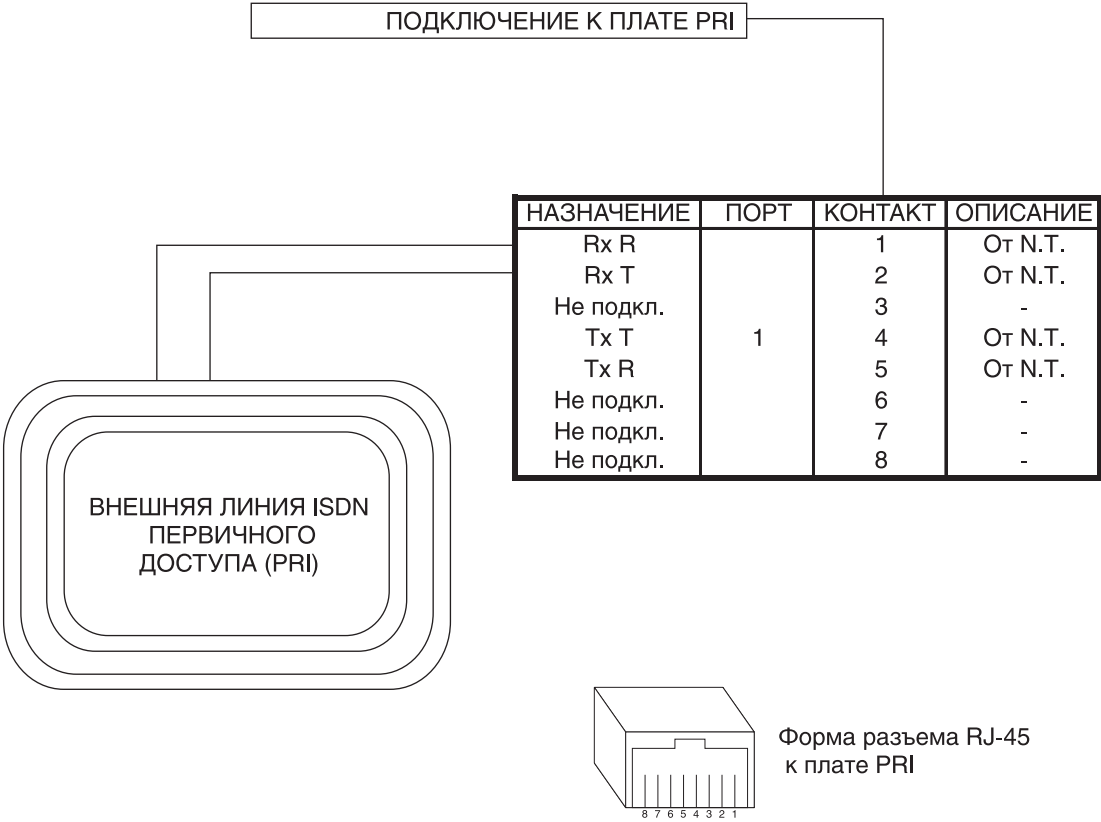 ПОДКЛЮЧЕНИЕ К ПЛАТЕ PRI
НАЗНАЧЕНИЕ ПОРТ КОНТАКТ ОПИСАНИЕ
Rx R 1 От N.T.
Rx T 2 От N.T.
Не подкл. 3 -
Tx T 1 4 От N.T.
Tx R 5 От N.T.
Не подкл. 6 -
Не подкл. 7 -
Не подкл. 8 -
ВНЕШНЯЯ ЛИНИЯ ISDN
ПЕРВИЧНОГО
ДОСТУПА (PRI)
Форма разъема RJ-45
к плате PRI
8 7 6 5 4 3 2 1